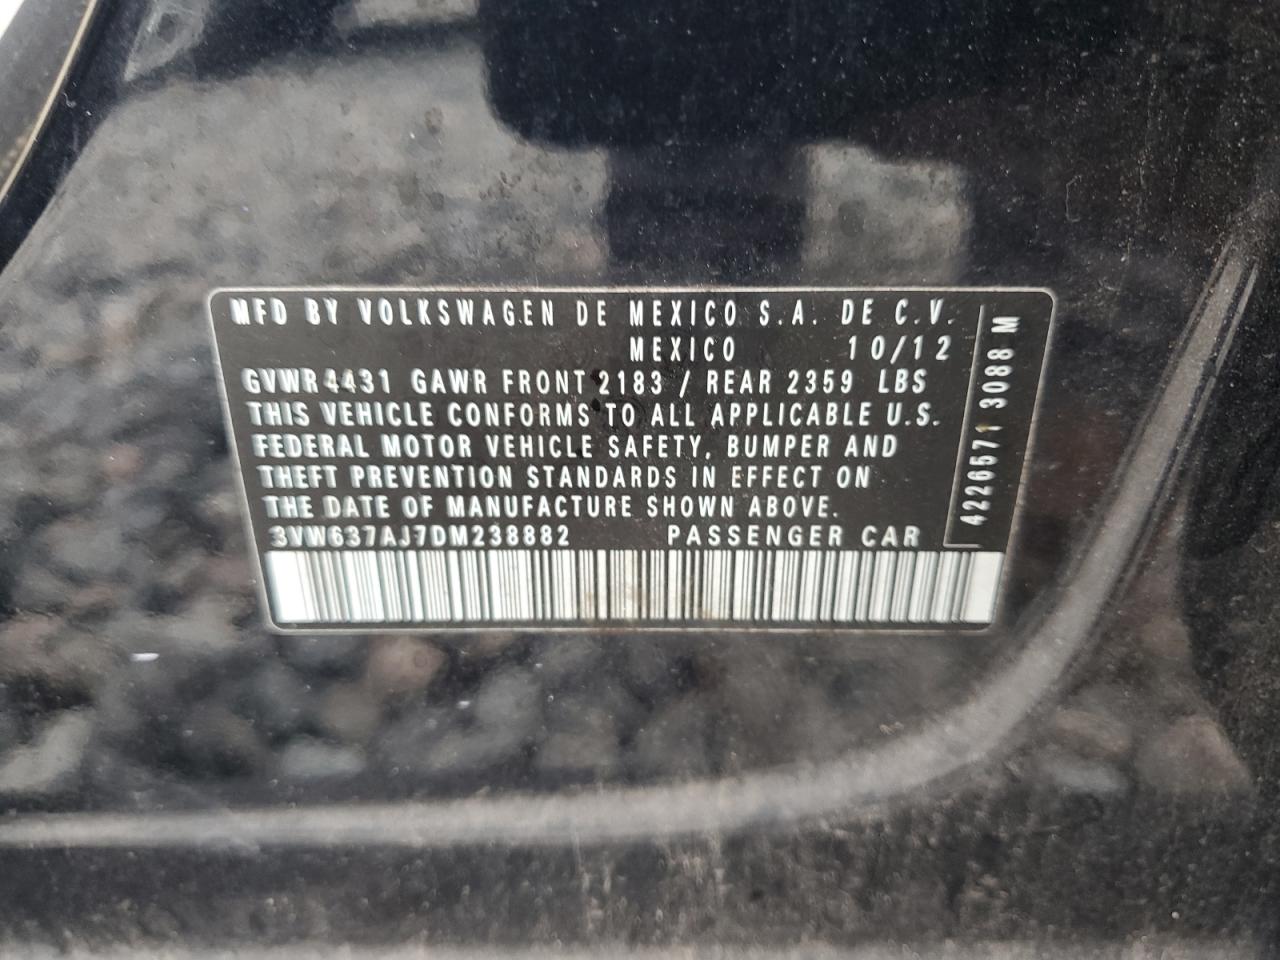 MFD BY VOLKSWAGEN DE MEXICO S.A. DE C.V.
MEXICO 10/12
GVWR 4431 GAWR FRONT 2183 / REAR 2359 LBS
THIS VEHICLE CONFORMS TO ALL APPLICABLE U.S.
FEDERAL MOTOR VEHICLE SAFETY, BUMPER AND
THEFT PREVENTION STANDARDS IN EFFECT ON
THE DATE OF MANUFACTURE SHOWN ABOVE.
3VW637AJ7DM238882 PASSENGER CAR
4226571 3088 M